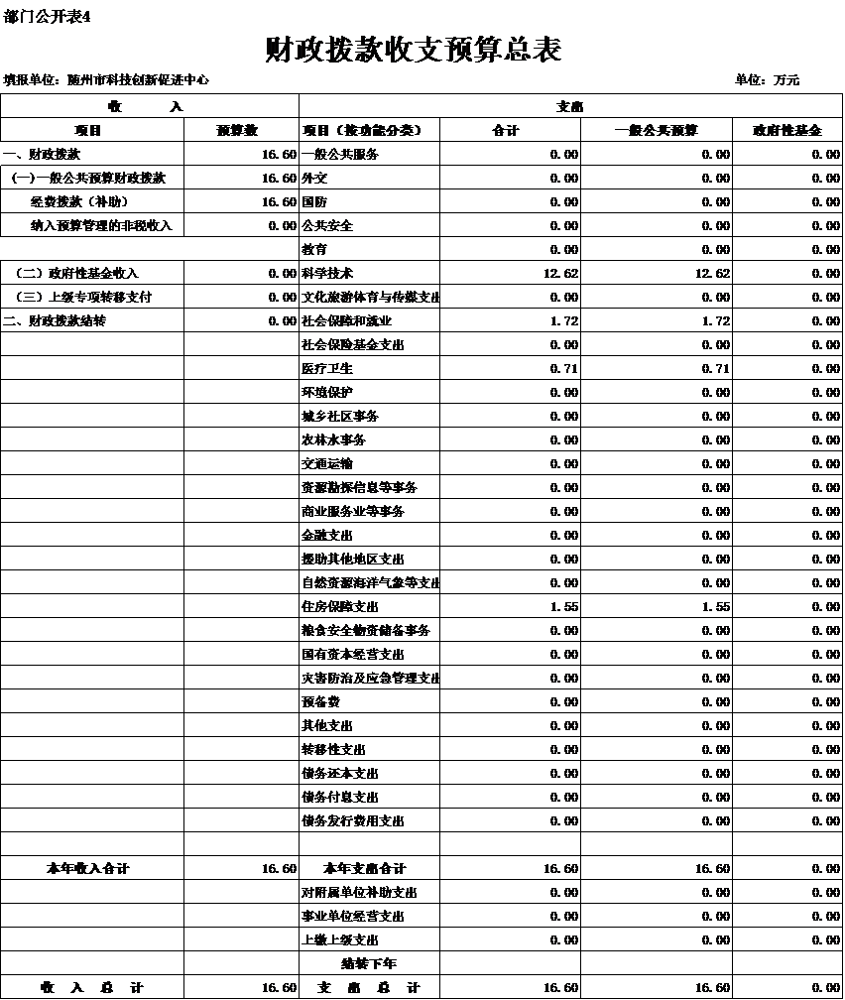 部门公开表4
财政拨款收支预算总表
填报单位：随州市科技创新促进中心 单位：万元
收 入 支出
项目 预算数 项目（按功能分类） 合计 一般公共预算 政府性基金
一、财政拨款 16.60 一般公共服务 0.00 0.00 0.00
(一)一般公共预算财政拨款 16.60 外交 0.00 0.00 0.00
经费拨款（补助） 16.60 国防 0.00 0.00 0.00
纳入预算管理的非税收入 0.00 公共安全 0.00 0.00 0.00
教育 0.00 0.00 0.00
（二）政府性基金收入 0.00 科学技术 12.62 12.62 0.00
（三）上级专项转移支付 0.00 文化旅游体育与传媒支出 0.00 0.00 0.00
二、财政拨款结转 0.00 社会保障和就业 1.72 1.72 0.00
社会保险基金支出 0.00 0.00 0.00
医疗卫生 0.71 0.71 0.00
环境保护 0.00 0.00 0.00
城乡社区事务 0.00 0.00 0.00
农林水事务 0.00 0.00 0.00
交通运输 0.00 0.00 0.00
资源勘探信息等事务 0.00 0.00 0.00
商业服务业等事务 0.00 0.00 0.00
金融支出 0.00 0.00 0.00
援助其他地区支出 0.00 0.00 0.00
自然资源海洋气象等支出 0.00 0.00 0.00
住房保障支出 1.55 1.55 0.00
粮食安全物资储备事务 0.00 0.00 0.00
国有资本经营支出 0.00 0.00 0.00
灾害防治及应急管理支出 0.00 0.00 0.00
预备费 0.00 0.00 0.00
其他支出 0.00 0.00 0.00
转移性支出 0.00 0.00 0.00
债务还本支出 0.00 0.00 0.00
债务付息支出 0.00 0.00 0.00
债务发行费用支出 0.00 0.00 0.00
本年收入合计 16.60 本年支出合计 16.60 16.60 0.00
对附属单位补助支出 0.00 0.00 0.00
事业单位经营支出 0.00 0.00 0.00
上缴上级支出 0.00 0.00 0.00
结转下年
收 入 总 计 16.60 支 出 总 计 16.60 16.60 0.00